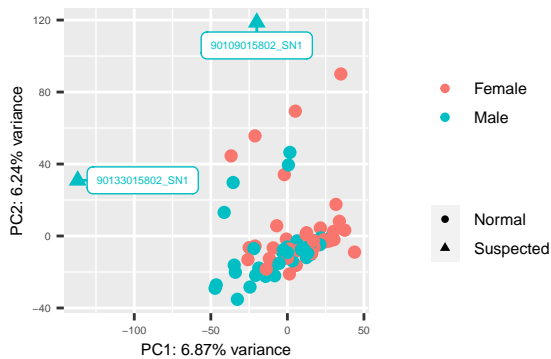 120
80
40
0
−40
PC2: 6.24% variance
90109015802_SN1
90133015802_SN1
−100
−50
0
50
PC1: 6.87% variance
Female
Male
Normal
Suspected